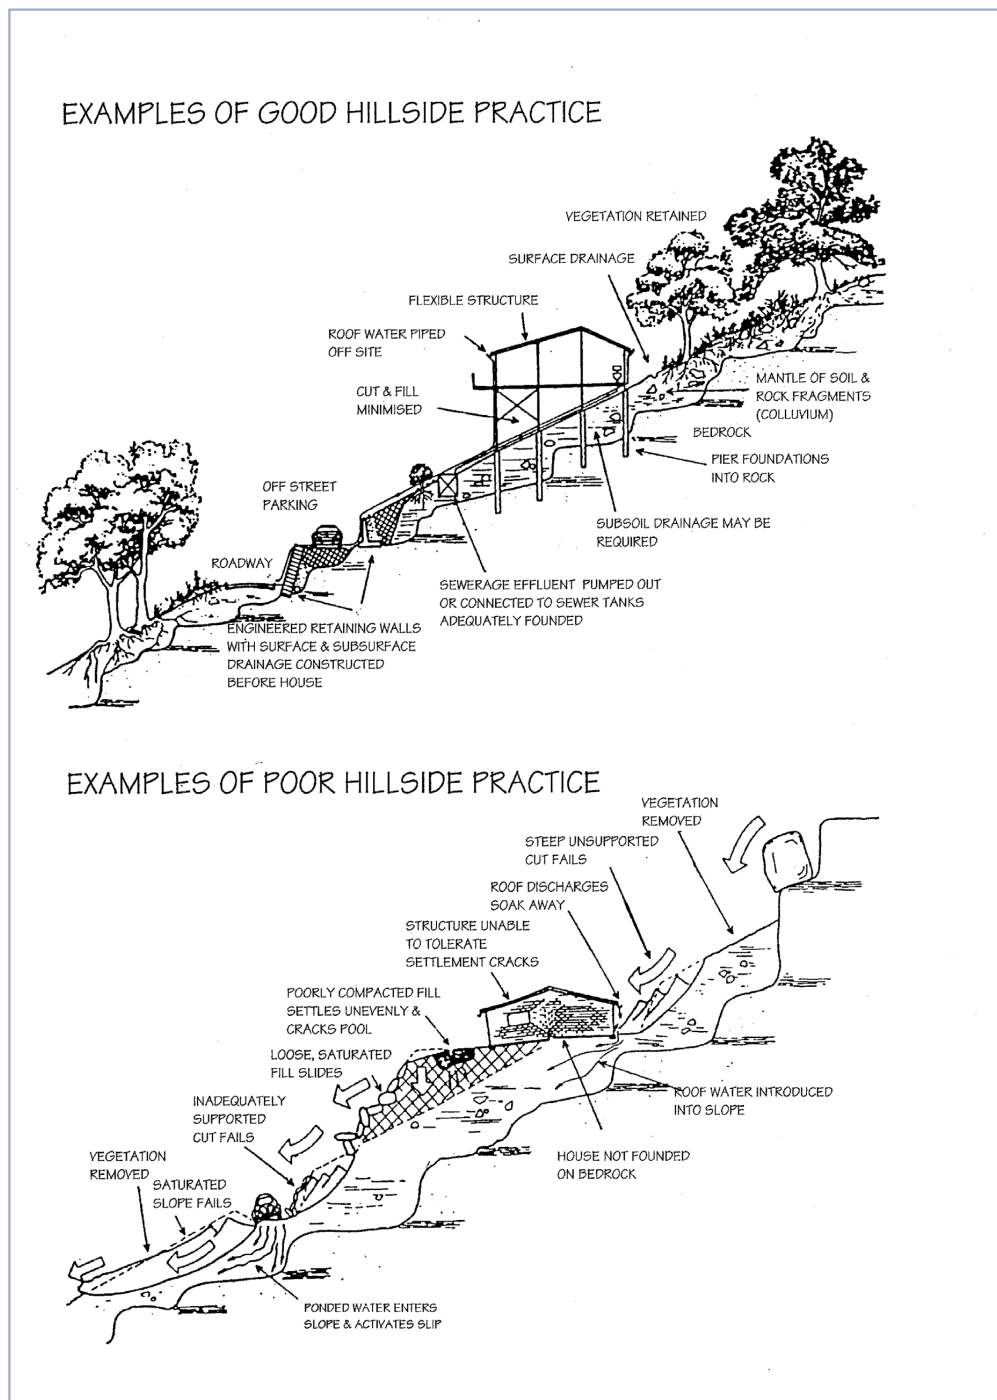 EXAMPLES OF GOOD HILLSIDE PRACTICE
VEGETATION RETAINED
SURFACE DRAINAGE
FLEXIBLE STRUCTURE
ROOF WATER PIPED
OFF SITE
CUT & FILL
MINIMISED
MANTLE OF SOIL &
ROCK FRAGMENTS
(COLLUVIUM)
BEDROCK
PIER FOUNDATIONS
INTO ROCK
OFF STREET
PARKING
SUBSOIL DRAINAGE MAY BE
REQUIRED
ROADWAY
SEWERAGE EFFLUENT PUMPED OUT
OR CONNECTED TO SEWER TANKS
ADEQUATELY FOUNDED
ENGINEERED RETAINING WALLS
WITH SURFACE & SUBSURFACE
DRAINAGE CONSTRUCTED
BEFORE HOUSE
EXAMPLES OF POOR HILLSIDE PRACTICE
VEGETATION
REMOVED
STEEP UNSUPPORTED
CUT FAILS
ROOF DISCHARGES
SOAK AWAY
STRUCTURE UNABLE
TO TOLERATE
SETTLEMENT CRACKS
POORLY COMPACTED FILL
SETTLES UNEVENLY &
CRACKS POOL
LOOSE, SATURATED
FILL SLIDES
INADEQUATELY
SUPPORTED
CUT FAILS
ROOF WATER INTRODUCED
INTO SLOPE
HOUSE NOT FOUNDED
ON BEDROCK
VEGETATION
REMOVED
SATURATED
SLOPE FAILS
PONDED WATER ENTERS
SLOPE & ACTIVATES SLIP